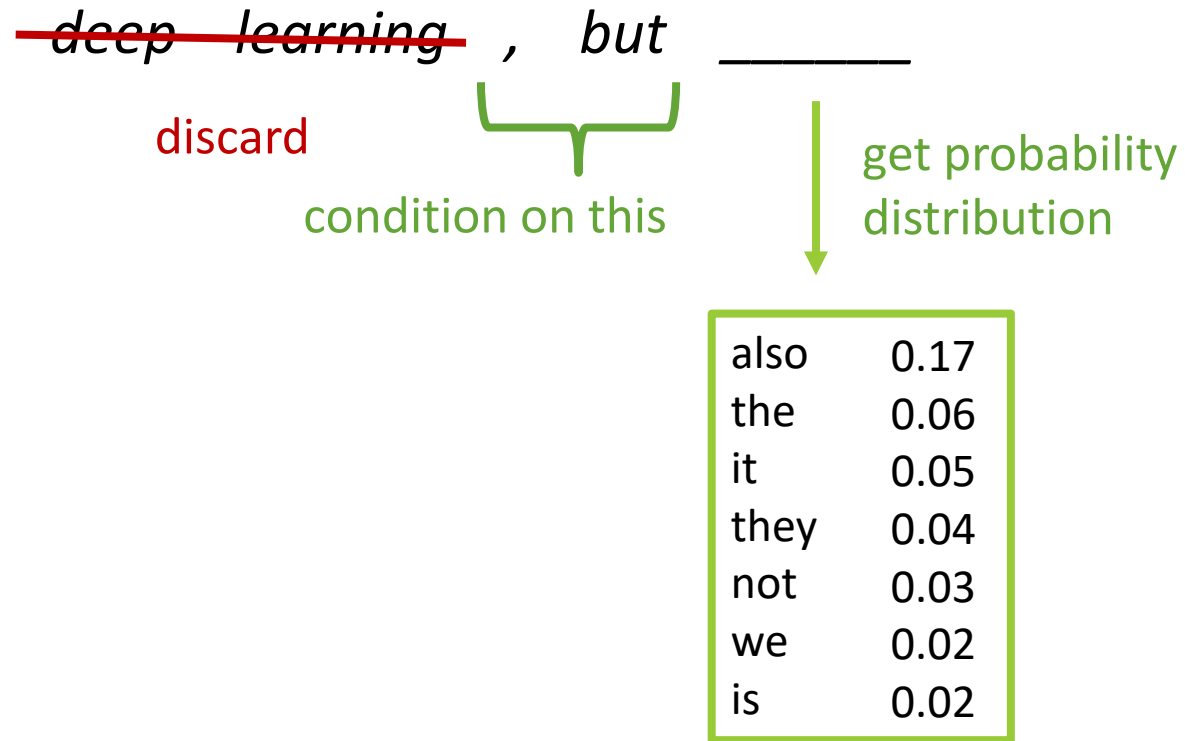 deep learning , but ______
discard
condition on this
get probability
distribution
also 0.17
the 0.06
it 0.05
they 0.04
not 0.03
we 0.02
is 0.02